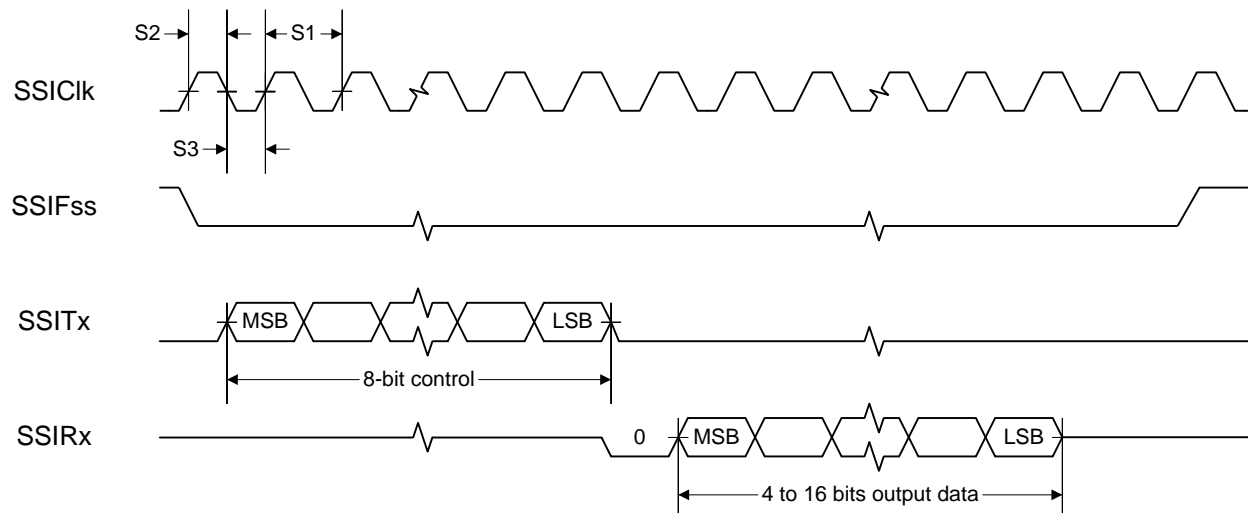 S2
S1
SSIClk
S3
SSIFss
SSITx
MSB
LSB
8-bit control
SSIRx
0
MSB
LSB
4 to 16 bits output data